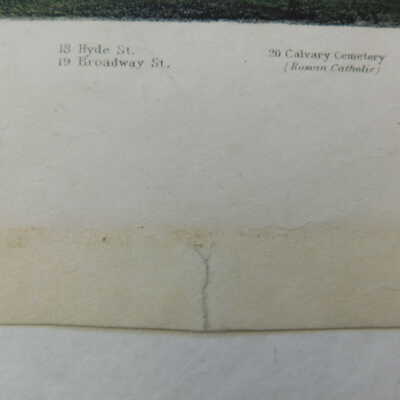 18 Hyde St.
19 Broadway St.
20 Calvary Cemetery
(Roman Catholic)